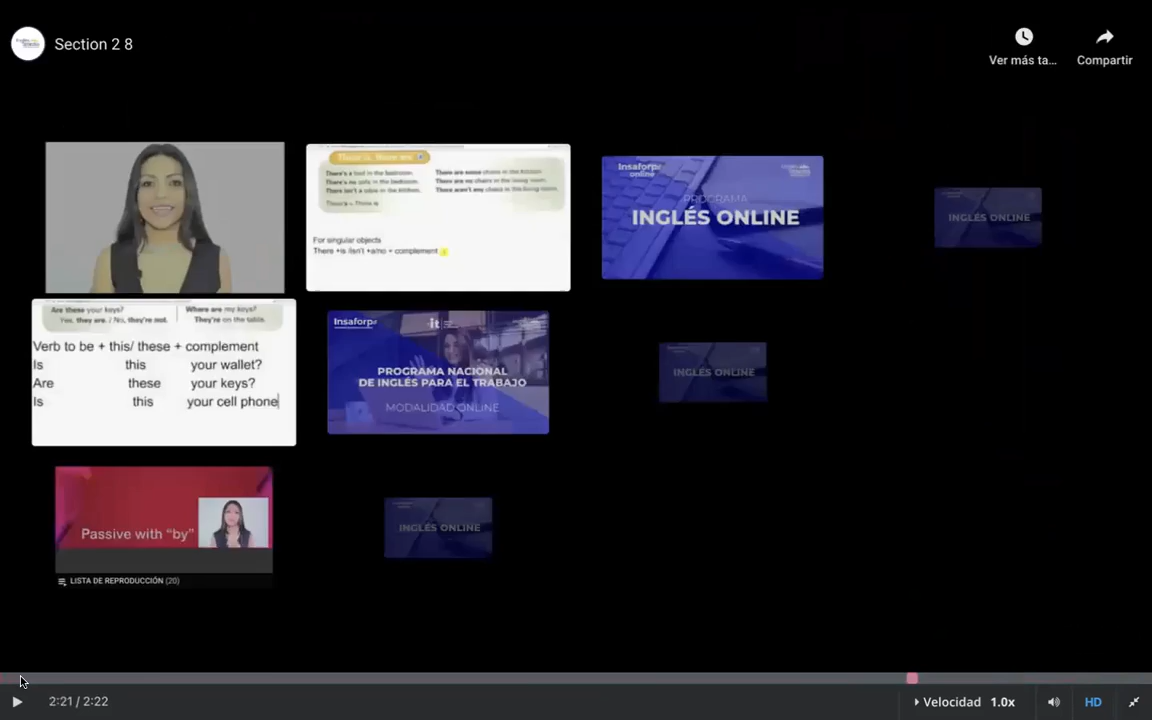 Section 2 8
Ver más ta...
Compartir
There is, there are
There's a bed in the bedroom.
There's no sofa in the bedroom.
There isn't a table in the kitchen.
There's = There is
There are some chairs in the kitchen.
There are no chairs in the living room.
There aren't any chairs in the living room.
For singular objects
There +is /isn't +a/no + complement
Insaforp
online
PROGRAMA
INGLÉS ONLINE
INGLÉS ONLINE
Are these your keys?
Yes, they are. / No, they're not.
Where are my keys?
They're on the table.
Verb to be + this/ these + complement
Is this your wallet?
Are these your keys?
Is this your cell phone
Insaforp
it
PROGRAMA NACIONAL
DE INGLÉS PARA EL TRABAJO
MODALIDAD ONLINE
INGLÉS ONLINE
Passive with "by"
LISTA DE REPRODUCCIÓN (20)
INGLÉS ONLINE
2:21 / 2:22
Velocidad 1.0x
HD